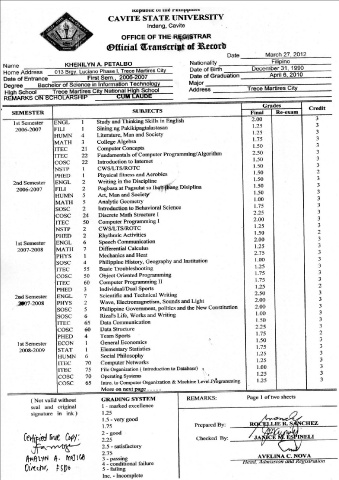 Republic of the Philippines
CAVITE STATE UNIVERSITY
Indang, Cavite
OFFICE OF THE REGISTRAR
Official Transcript of Record
Date March 27, 2012
Name KHEHILYN A. PETALBO
Nationality Filipino
Home Address 013 Brgy. Luciano Phase I, Trece Martires City
Date of Birth December 31, 1990
Date of Entrance First Sem., 2006-2007
Date of Graduation April 8, 2010
Degree Bachelor of Science in Information Technology
Major
High School Trece Martires City National High School
Address Trece Martires City
REMARKS ON SCHOLARSHIP CUM LAUDE
SEMESTER SUBJECTS Grades Credit
Final Re-exam
1st Semester ENGL 1 Study and Thinking Skills in English 2.00 3
2006-2007 FILI 1 Sining ng Pakikipagtalastasan 1.25 3
HUMN 4 Literature, Man and Society 1.25 3
MATH 3 College Algebra 1.75 3
ITEC 21 Computer Concepts 1.50 3
ITEC 22 Fundamentals of Computer Programming/Algorithm 2.50 3
COSC 22 Introduction to Internet 1.50 3
NSTP 1 CWS/LTS/ROTC 1.50 3
PHED 1 Physical fitness and Aerobics 1.50 2
2nd Semester ENGL 2 Writing in the Discipline 1.50 3
2006-2007 FILI 2 Pagbasa at Pagsulat sa Iba't Ibang Disiplina 1.50 3
HUMN 5 Art, Man and Society 1.50 3
MATH 5 Analytic Geometry 1.00 3
SOSC 2 Introduction to Behavioral Science 1.75 3
COSC 24 Discrete Math Structure I 2.25 3
ITEC 50 Computer Programming I 2.00 3
NSTP 2 CWS/LTS/ROTC 1.25 3
PHED 2 Rhythmic Activities 1.50 2
1st Semester ENGL 6 Speech Communication 2.00 3
2007-2008 MATH 7 Differential Calculus 1.25 3
PHYS 1 Mechanics and Heat 2.75 3
SOSC 4 Philippine History, Geography and Institution 1.00 3
ITEC 55 Basic Troubleshooting 1.25 3
COSC 50 Object Oriented Programming 1.75 3
ITEC 60 Computer Programming II 1.75 3
PHED 3 Individual/Dual Sports 1.25 2
2nd Semester ENGL 7 Scientific and Technical Writing 2.50 3
2007-2008 PHYS 2 Wave, Electromagnetism, Sounds and Light 2.00 3
SOSC 5 Philippine Government, politics and the New Constitution 2.00 3
SOSC 6 Rizal's Life, Works and Writing 1.00 3
ITEC 65 Data Communication 1.50 3
COSC 60 Data Structure 2.25 3
PHED 4 Team Sports 1.75
1st Semester ECON 1 General Economics 1.50 3
2008-2009 STAT 1 Elementary Statistics 1.75 3
HUMN 6 Social Philosophy 1.25 3
ITEC 70 Computer Networks 1.25 3
ITEC 75 File Organization ( Introduction to Database) 1.00 3
COSC 70 Operating Systems 1.25 3
COSC 65 Intro. to Computer Organization & Machine Level Programming 1.25 3
More on next page
( Not valid without seal and original signature in ink )
GRADING SYSTEM
1 - marked excellence
1.25
1.5 - very good
1.75
2 - good
2.25
2.5 - satisfactory
2.75
3 - passing
4 - conditional failure
5 - failing
Inc. - Incomplete
REMARKS: Page 1 of two sheets
Prepared By: ROCELLIE R. SANCHEZ
Checked By: JANICE M. ESPINELI
AVELINA C. NOVA
Head, Admission and Registration
Certified True Copy:
Director,